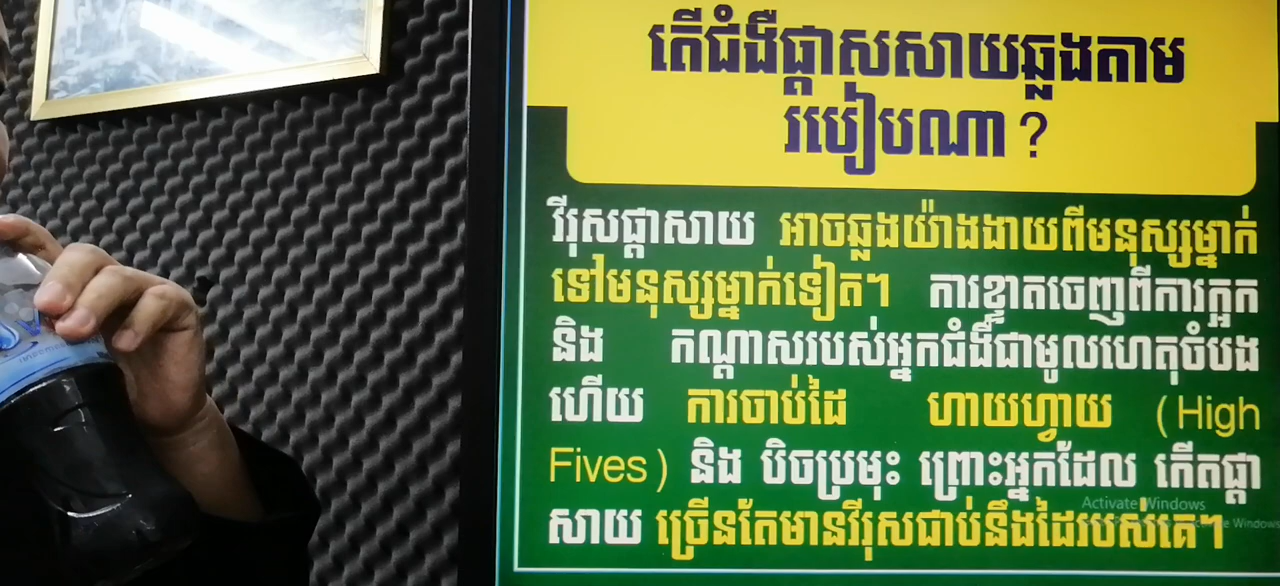 តើជំងឺផ្តាសសាយឆ្លងតាម
របៀបណា?
វីរុសផ្តាសាយ អាចឆ្លងយ៉ាងងាយពីមនុស្សម្នាក់
ទៅមនុស្សម្នាក់ទៀត។ ការខ្ទាតចេញពីការក្អក
និង កណ្តាសរបស់អ្នកជំងឺជាមូលហេតុចំបង
ហើយ ការចាប់ដៃ ហាយហ្វាយ (High
Fives) និង បិចប្រមុះ ព្រោះអ្នកដែល កើតផ្តា
សាយ ច្រើនតែមានវីរុសជាប់នឹងដៃរបស់គេ។
Activate Windows